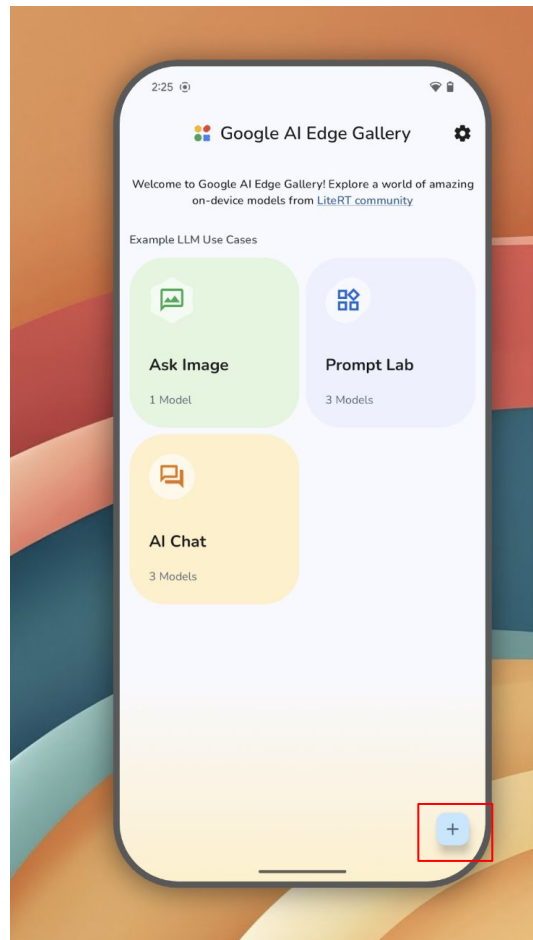 2:25
Google AI Edge Gallery
Welcome to Google AI Edge Gallery! Explore a world of amazing
on-device models from LiteRT community
Example LLM Use Cases
Ask Image
1 Model
Prompt Lab
3 Models
AI Chat
3 Models
+